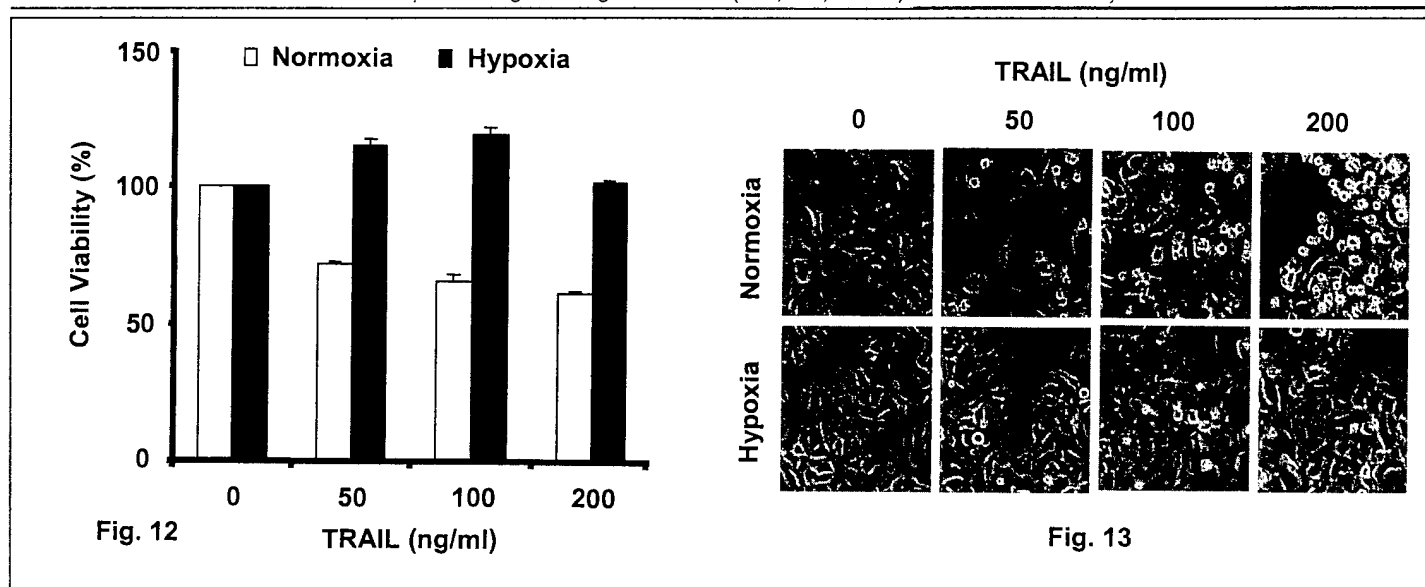 150
Normoxia Hypoxia
100
50
0
Cell Viability (%)
0 50 100 200
TRAIL (ng/ml)
Fig. 12
TRAIL (ng/ml)
0 50 100 200
Normoxia
Hypoxia
Fig. 13